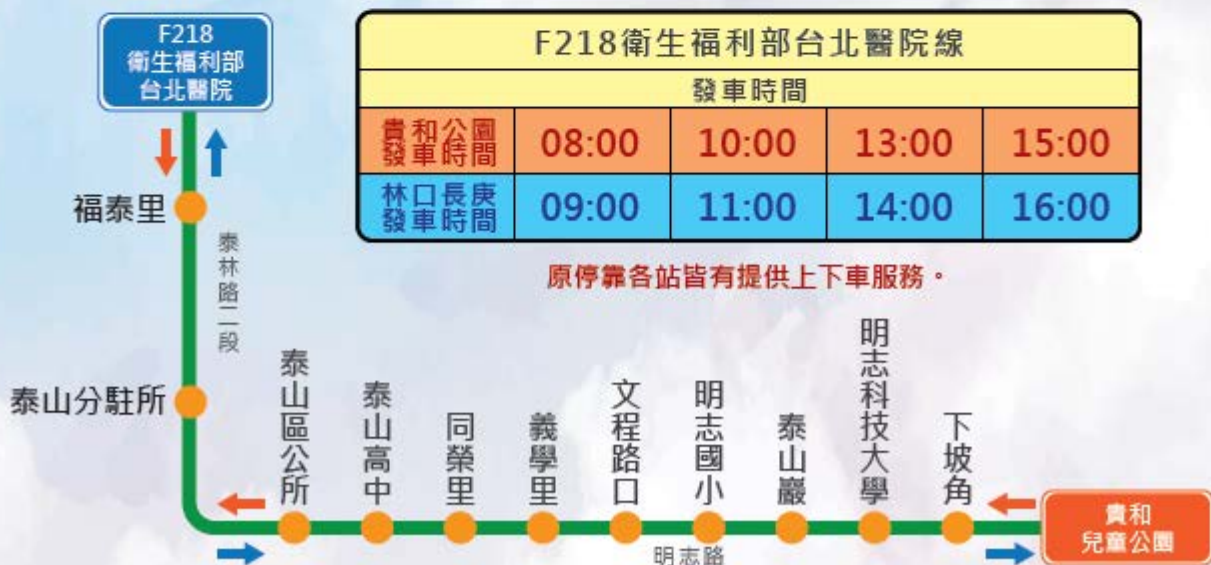 F218
衛生福利部
台北醫院
F218衛生福利部台北醫院線
發車時間
貴和公園
發車時間
08:00
10:00
13:00
15:00
林口長庚
發車時間
09:00
11:00
14:00
16:00
原停靠各站皆有提供上下車服務。
福泰里
泰林路二段
泰山分駐所
泰山區公所
泰山高中
同榮里
義學里
文程路口
明志國小
泰山巖
明志科技大學
下坡角
明志路
貴和
兒童公園